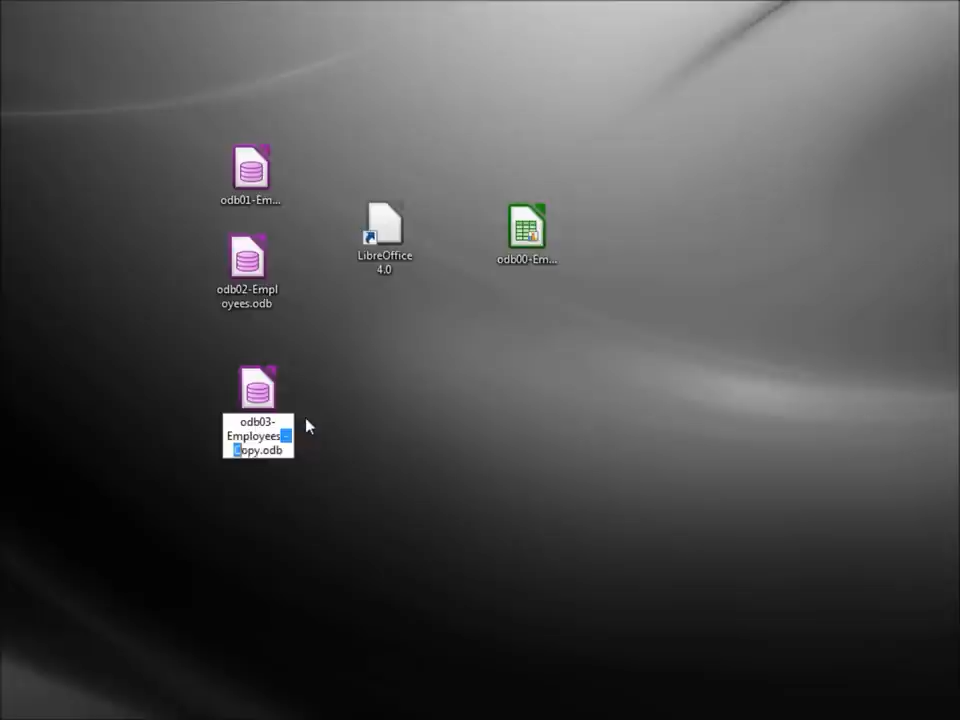 odb01-Em...
LibreOffice
4.0
odb00-Em...
odb02-Empl
oyees.odb
odb03-
Employees -
Copy.odb